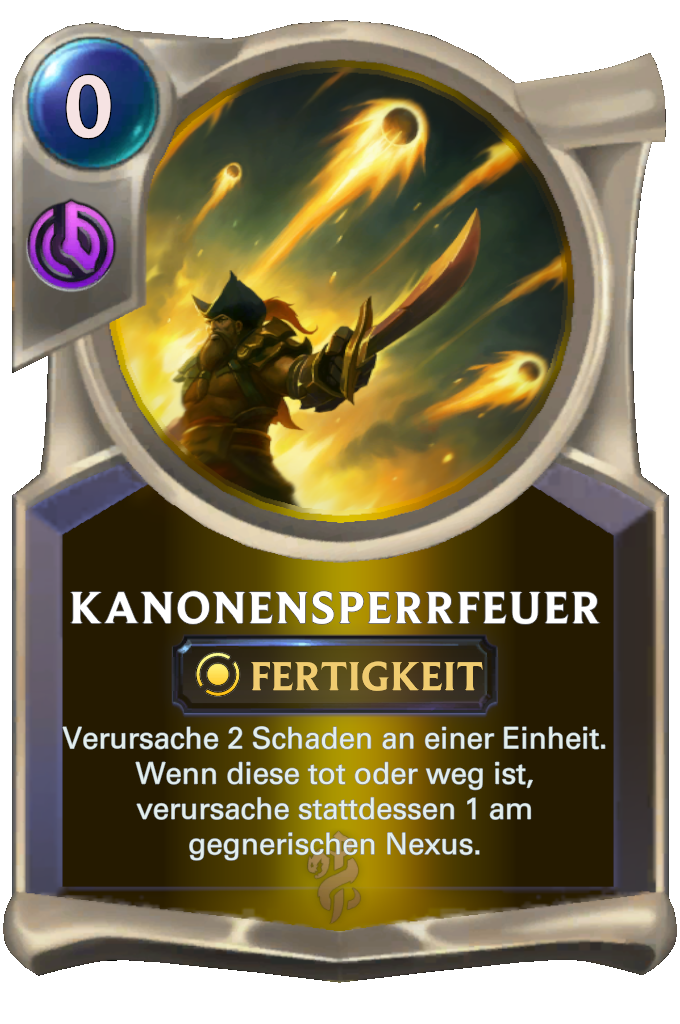 0
KANONENSPERRFEUER
FERTIGKEIT
Verursache 2 Schaden an einer Einheit.
Wenn diese tot oder weg ist,
verursache stattdessen 1 am
gegnerischen Nexus.